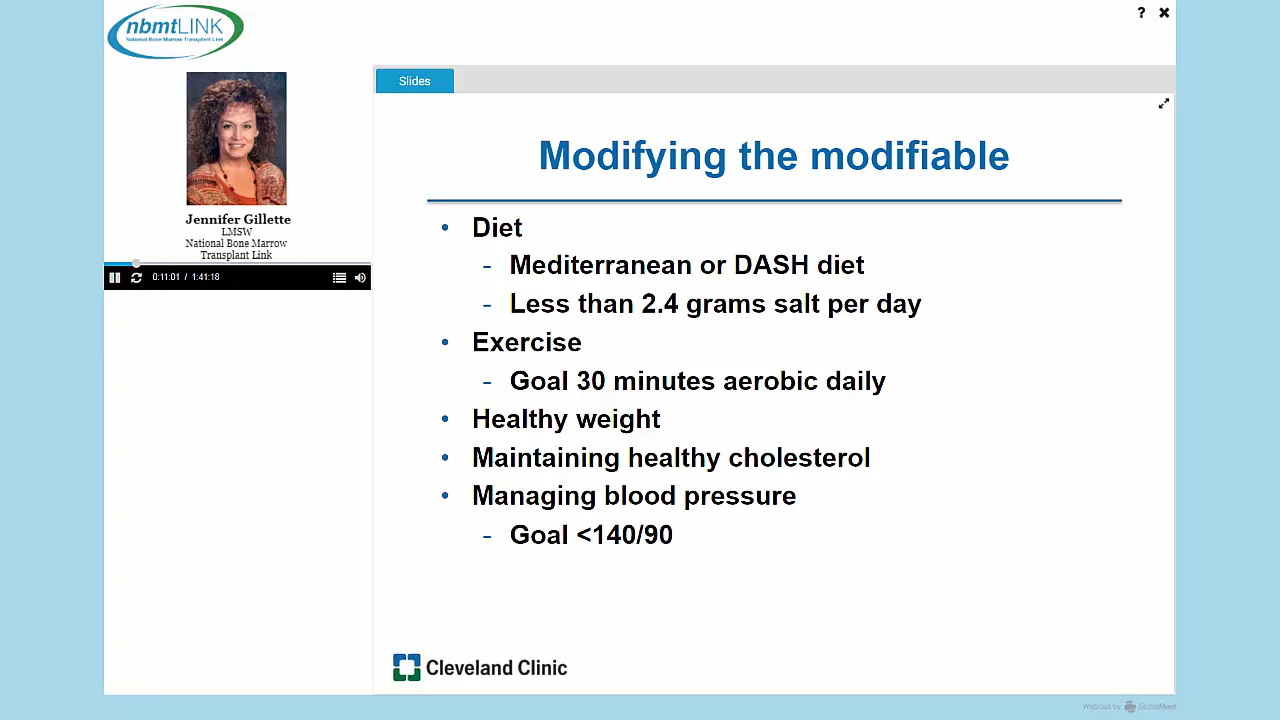 nbmtLINK
National Bone Marrow Transplant Link
? ×
Jennifer Gillette
LMSW
National Bone Marrow
Transplant Link
0:11:01 / 1:41:18
Slides
Modifying the modifiable
• Diet
- Mediterranean or DASH diet
- Less than 2.4 grams salt per day
• Exercise
- Goal 30 minutes aerobic daily
• Healthy weight
• Maintaining healthy cholesterol
• Managing blood pressure
- Goal <140/90
Cleveland Clinic
Webcast by GlobalMeet